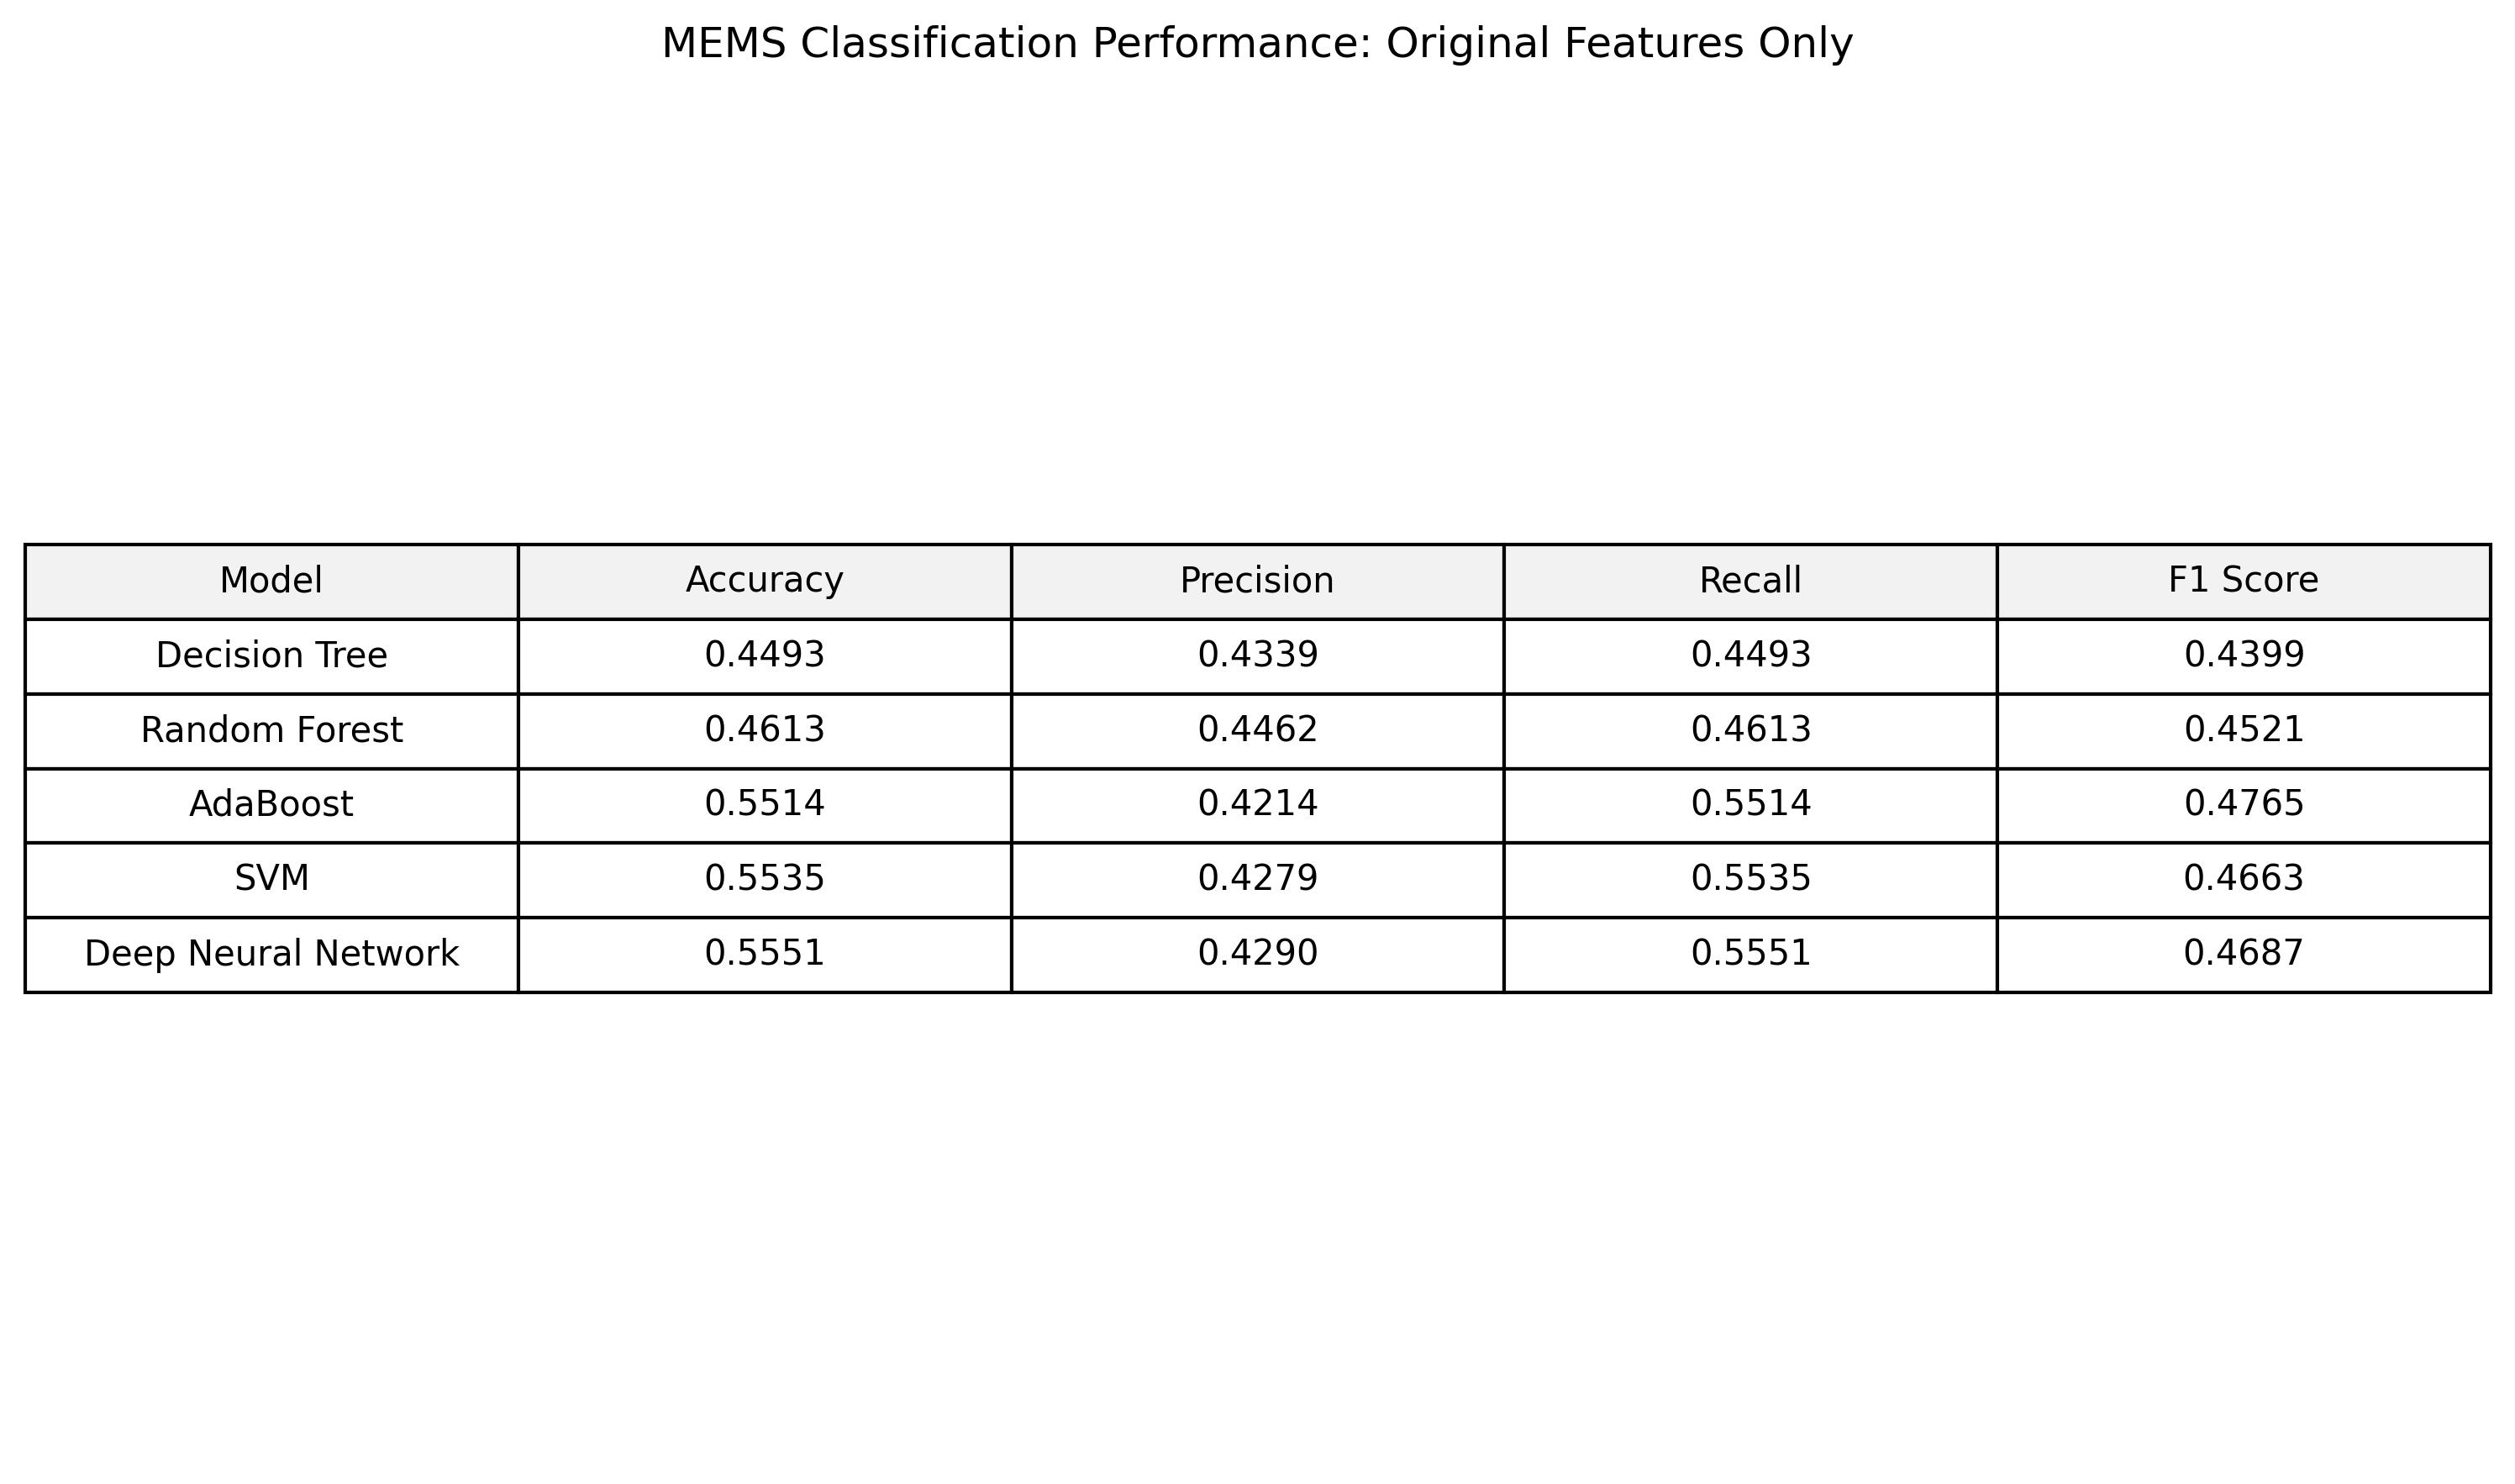 MEMS Classification Performance: Original Features Only
Model Accuracy Precision Recall F1 Score
Decision Tree 0.4493 0.4339 0.4493 0.4399
Random Forest 0.4613 0.4462 0.4613 0.4521
AdaBoost 0.5514 0.4214 0.5514 0.4765
SVM 0.5535 0.4279 0.5535 0.4663
Deep Neural Network 0.5551 0.4290 0.5551 0.4687